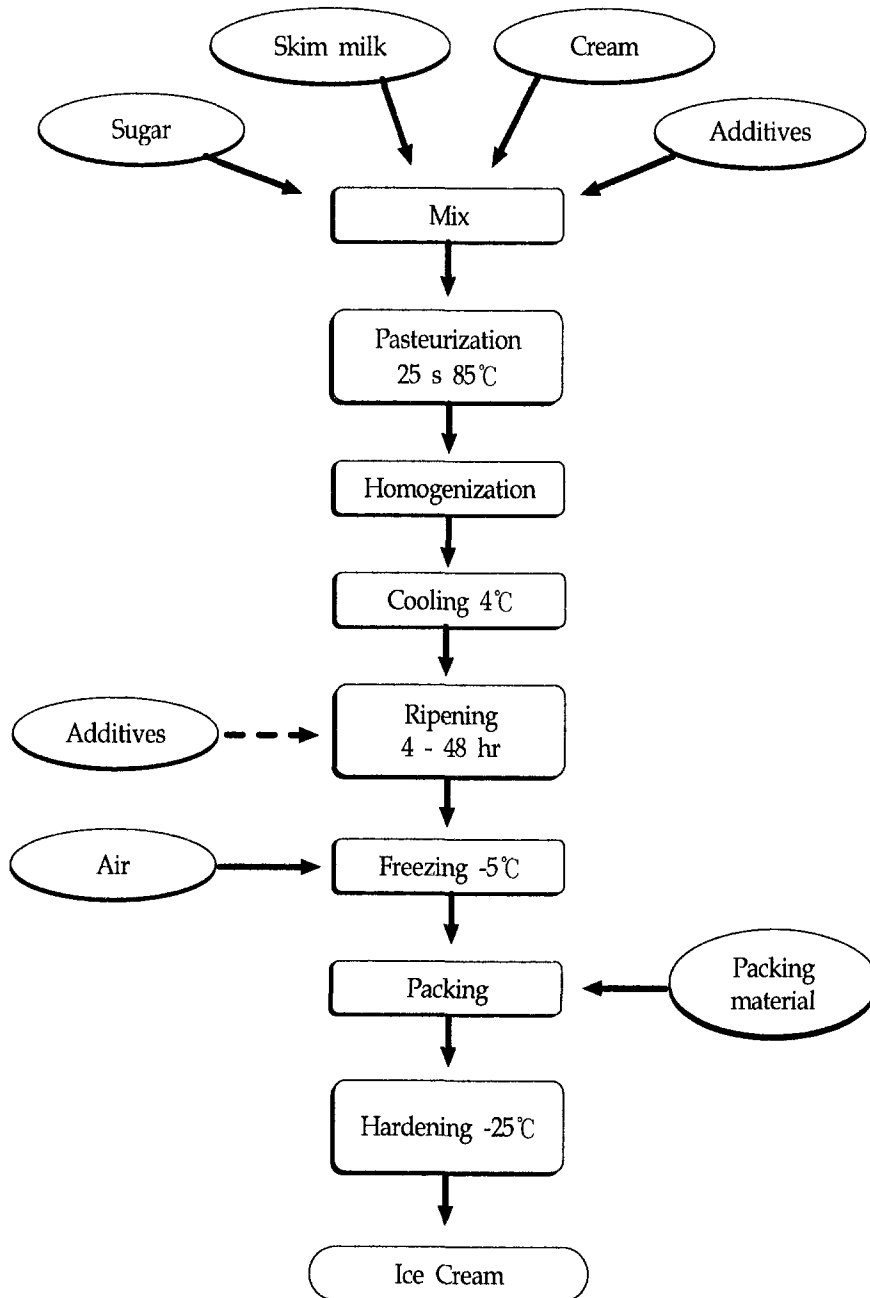 Skim milk
Cream
Sugar
Additives
Mix
Pasteurization
25 s 85℃
Homogenization
Cooling 4℃
Ripening
4 - 48 hr
Additives
Air
Freezing -5℃
Packing
Packing
material
Hardening -25℃
Ice Cream